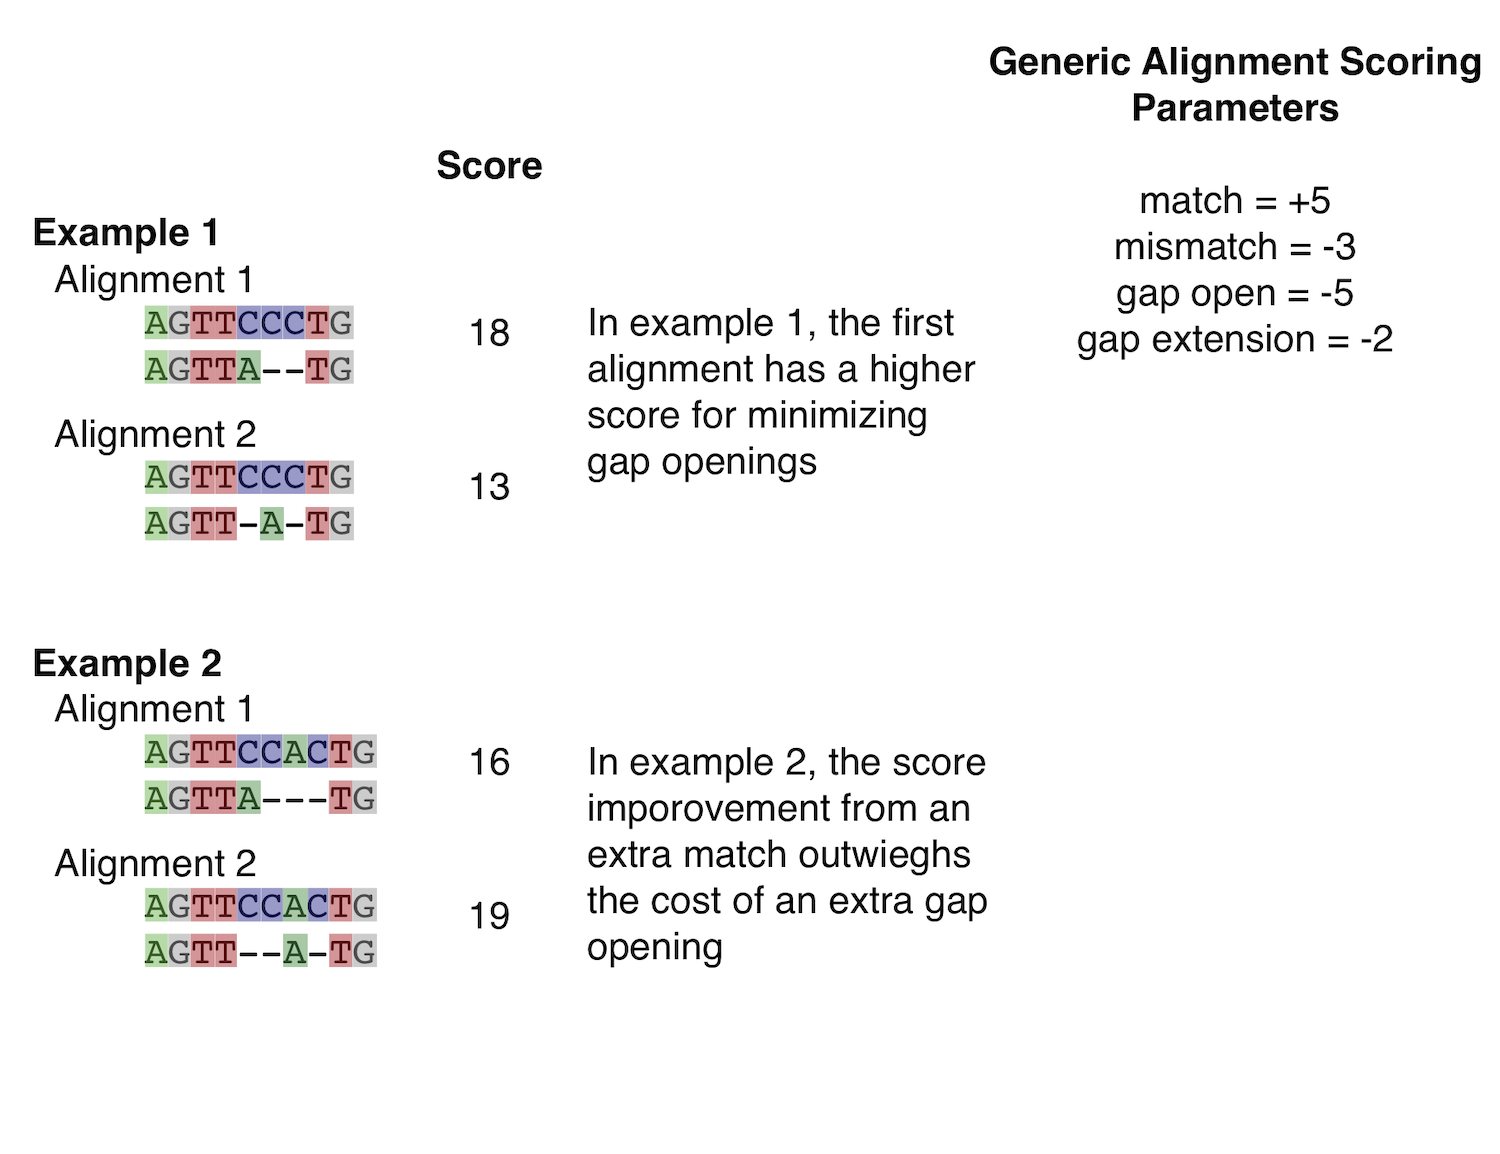 Generic Alignment Scoring
Parameters
match = +5
mismatch = -3
gap open = -5
gap extension = -2
Score
Example 1
Alignment 1
AGTTCCCTG
AGTTA--TG
18
Alignment 2
AGTTCCCTG
AGTT-A-TG
13
In example 1, the first
alignment has a higher
score for minimizing
gap openings
Example 2
Alignment 1
AGTTCCACTG
AGTTA---TG
16
Alignment 2
AGTTCCACTG
AGTT--A-TG
19
In example 2, the score
imporovement from an
extra match outwieghs
the cost of an extra gap
opening